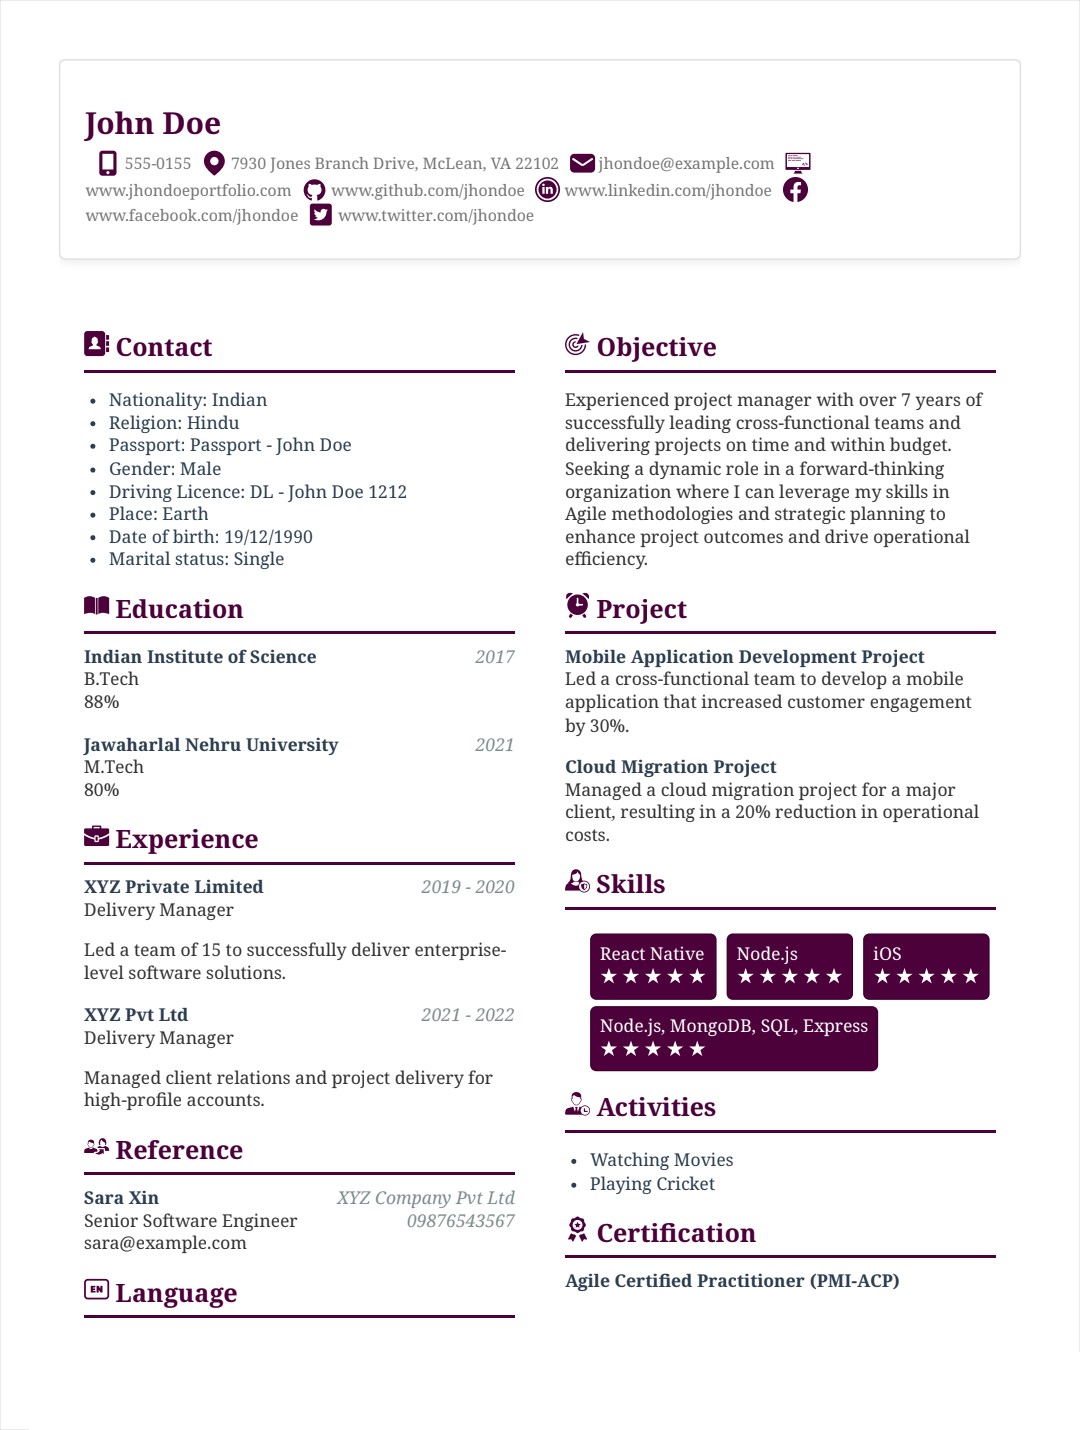 John Doe
555-0155 7930 Jones Branch Drive, McLean, VA 22102 jhondoe@example.com
www.jhondoeportfolio.com www.github.com/jhondoe www.linkedin.com/jhondoe
www.facebook.com/jhondoe www.twitter.com/jhondoe
Contact
• Nationality: Indian
• Religion: Hindu
• Passport: Passport - John Doe
• Gender: Male
• Driving Licence: DL - John Doe 1212
• Place: Earth
• Date of birth: 19/12/1990
• Marital status: Single
Education
Indian Institute of Science 2017
B.Tech
88%
Jawaharlal Nehru University 2021
M.Tech
80%
Experience
XYZ Private Limited 2019 - 2020
Delivery Manager
Led a team of 15 to successfully deliver enterprise-
level software solutions.
XYZ Pvt Ltd 2021 - 2022
Delivery Manager
Managed client relations and project delivery for
high-profile accounts.
Reference
Sara Xin XYZ Company Pvt Ltd
Senior Software Engineer 09876543567
sara@example.com
EN Language
Objective
Experienced project manager with over 7 years of
successfully leading cross-functional teams and
delivering projects on time and within budget.
Seeking a dynamic role in a forward-thinking
organization where I can leverage my skills in
Agile methodologies and strategic planning to
enhance project outcomes and drive operational
efficiency.
Project
Mobile Application Development Project
Led a cross-functional team to develop a mobile
application that increased customer engagement
by 30%.
Cloud Migration Project
Managed a cloud migration project for a major
client, resulting in a 20% reduction in operational
costs.
Skills
React Native Node.js iOS
★★★★★ ★★★★★ ★★★★★
Node.js, MongoDB, SQL, Express
★★★★★
Activities
• Watching Movies
• Playing Cricket
Certification
Agile Certified Practitioner (PMI-ACP)